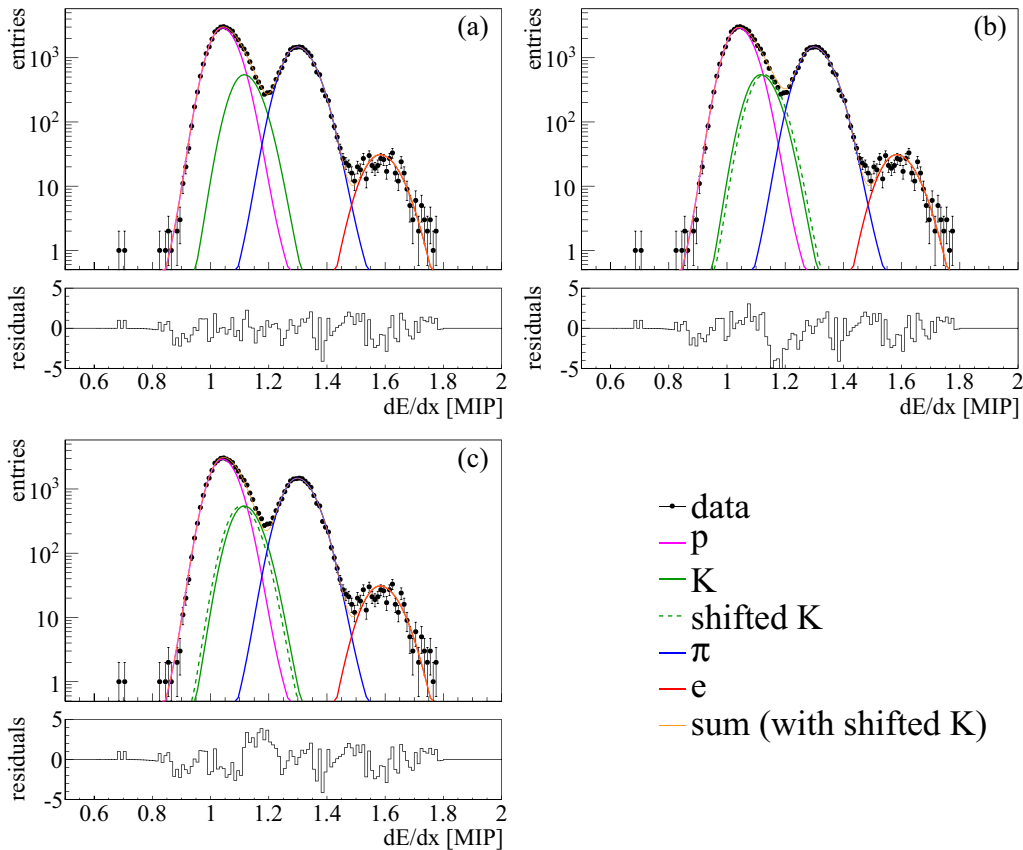 entries
(a)
10³
10²
10
1
residuals
5
0
-5
0.6 0.8 1 1.2 1.4 1.6 1.8 2
dE/dx [MIP]
entries
(b)
10³
10²
10
1
residuals
5
0
-5
0.6 0.8 1 1.2 1.4 1.6 1.8 2
dE/dx [MIP]
entries
(c)
10³
10²
10
1
residuals
5
0
-5
0.6 0.8 1 1.2 1.4 1.6 1.8 2
dE/dx [MIP]
data
p
K
shifted K
π
e
sum (with shifted K)